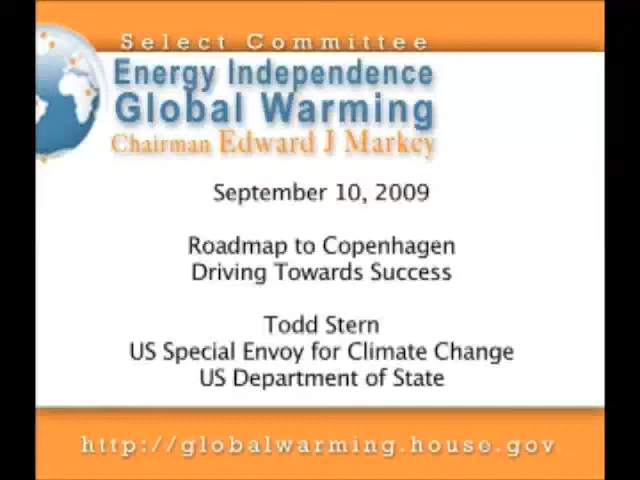 Select Committee
Energy Independence
Global Warming
Chairman Edward J Markey
September 10, 2009
Roadmap to Copenhagen
Driving Towards Success
Todd Stern
US Special Envoy for Climate Change
US Department of State
http://globalwarming.house.gov